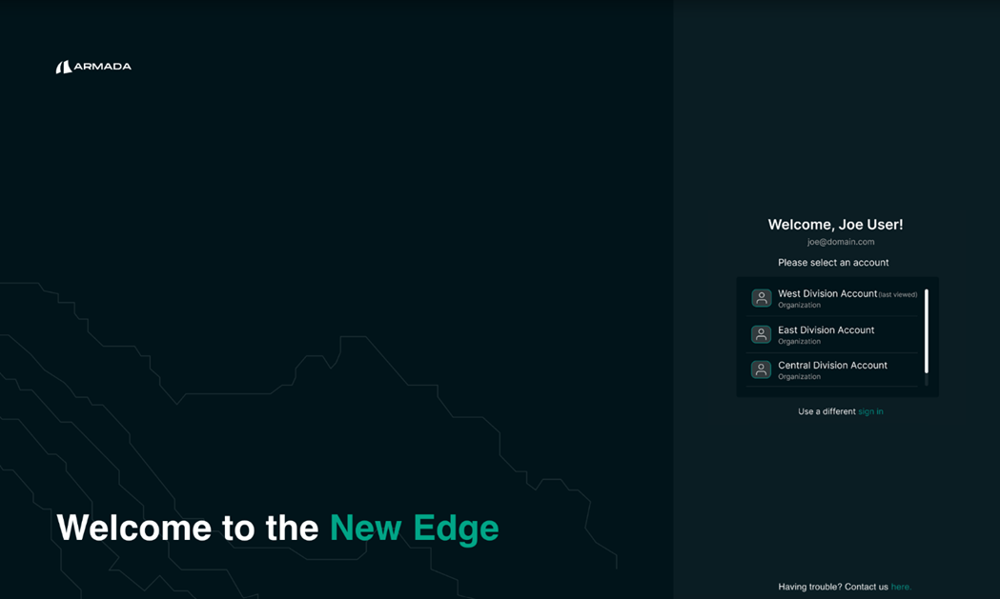 ARMADA
Welcome to the New Edge
Welcome, Joe User!
joe@domain.com
Please select an account
West Division Account (last viewed)
Organization
East Division Account
Organization
Central Division Account
Organization
Use a different sign in
Having trouble? Contact us here.